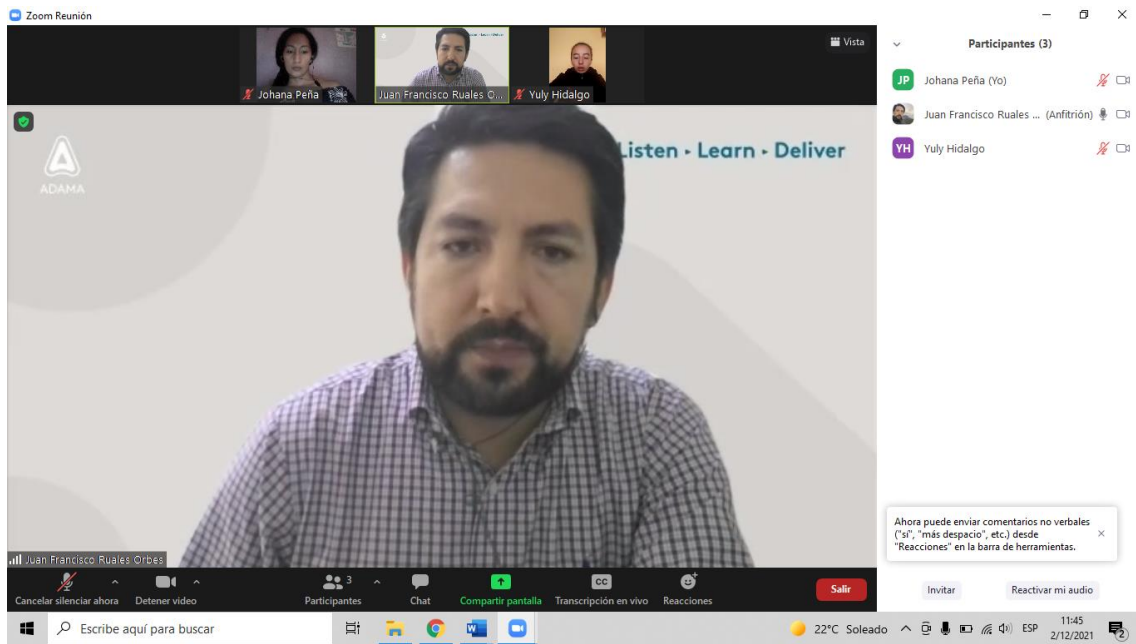 Zoom Reunión
Vista
Johana Peña
Juan Francisco Ruales O...
Yuly Hidalgo
ADAMA
Listen · Learn · Deliver
Juan Francisco Ruales Orbes
Participantes (3)
JP Johana Peña (Yo)
Juan Francisco Ruales ... (Anfitrión)
YH Yuly Hidalgo
Ahora puede enviar comentarios no verbales
("sí", "más despacio", etc.) desde
"Reacciones" en la barra de herramientas.
Invitar
Reactivar mi audio
3
CC
Cancelar silenciar ahora
Detener video
Participantes
Chat
Compartir pantalla
Transcripción en vivo
Reacciones
Salir
Escribe aquí para buscar
22°C Soleado
ESP
11:45
2/12/2021
2